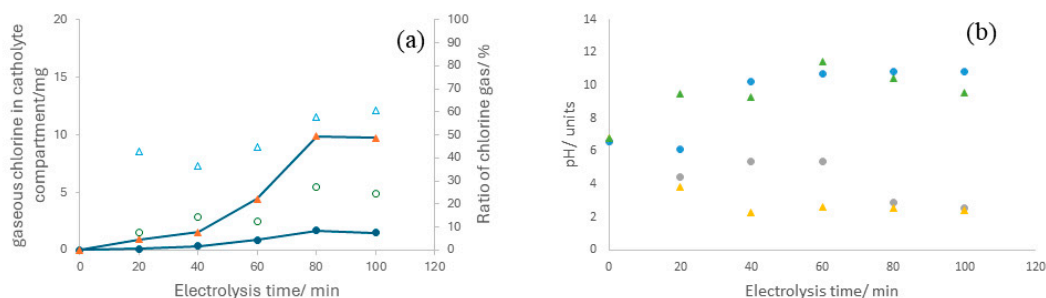 (a)
gaseous chlorine in catholyte
compartment/mg
20
15
10
5
0
100
90
80
70
60
50
40
30
20
10
0
Ratio of chlorine gas/ %
0 20 40 60 80 100 120
Electrolysis time/ min
(b)
pH/ units
14
12
10
8
6
4
2
0
0 20 40 60 80 100 120
Electrolysis time/ min